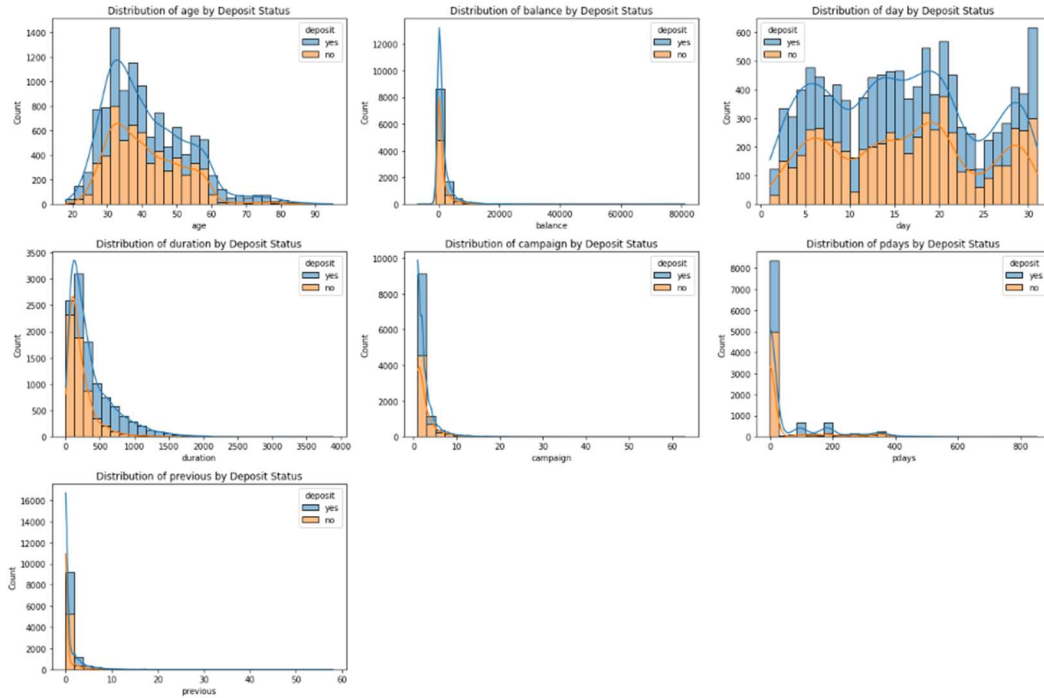 Distribution of age by Deposit Status
1400
1200
1000
800
600
400
200
0
Count
20 30 40 50 60 70 80 90
age
deposit
yes
no
Distribution of balance by Deposit Status
12000
10000
8000
6000
4000
2000
0
Count
0 20000 40000 60000 80000
balance
deposit
yes
no
Distribution of day by Deposit Status
600
500
400
300
200
100
0
Count
0 5 10 15 20 25 30
day
deposit
yes
no
Distribution of duration by Deposit Status
3500
3000
2500
2000
1500
1000
500
0
Count
0 500 1000 1500 2000 2500 3000 3500 4000
duration
deposit
yes
no
Distribution of campaign by Deposit Status
10000
8000
6000
4000
2000
0
Count
0 10 20 30 40 50 60
campaign
deposit
yes
no
Distribution of pdays by Deposit Status
8000
7000
6000
5000
4000
3000
2000
1000
0
Count
0 200 400 600 800
pdays
deposit
yes
no
Distribution of previous by Deposit Status
16000
14000
12000
10000
8000
6000
4000
2000
0
Count
0 10 20 30 40 50 60
previous
deposit
yes
no